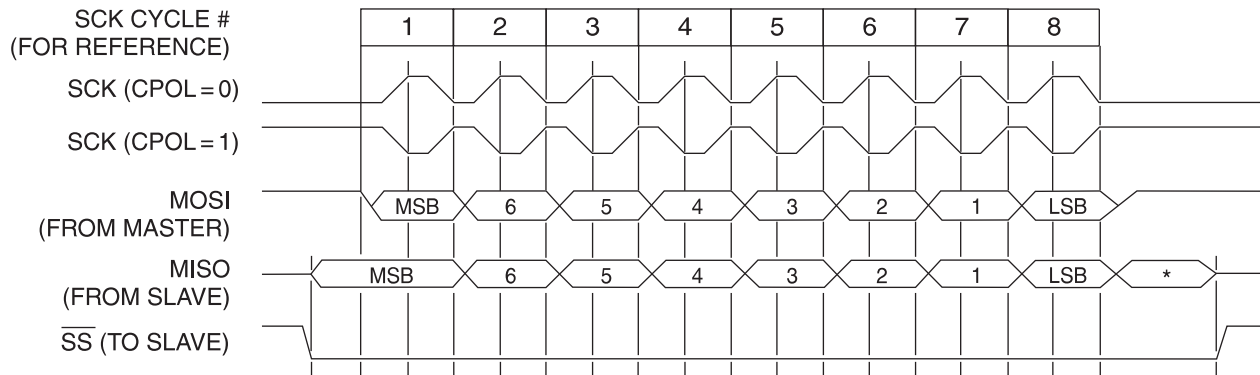 SCK CYCLE # 1 2 3 4 5 6 7 8
(FOR REFERENCE)
SCK (CPOL = 0)
SCK (CPOL = 1)
MOSI MSB 6 5 4 3 2 1 LSB
(FROM MASTER)
MISO MSB 6 5 4 3 2 1 LSB *
(FROM SLAVE)
SS (TO SLAVE)